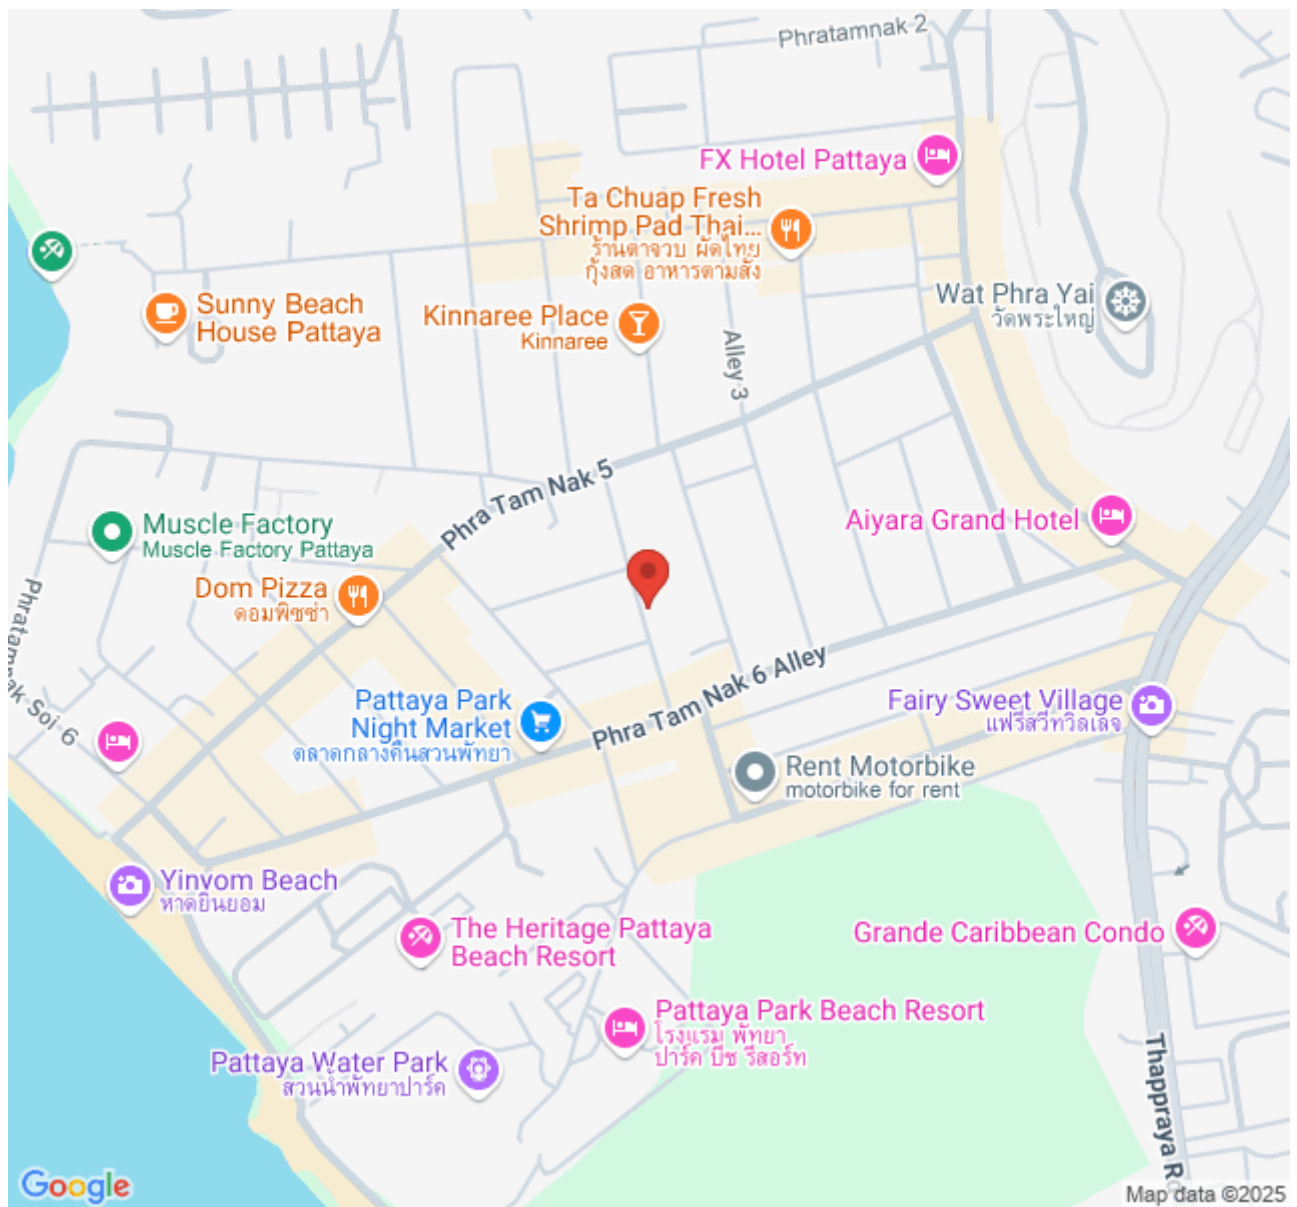 Phratamnak 2
FX Hotel Pattaya
Ta Chuap Fresh
Shrimp Pad Thai...
ร้านตาจวบ ผัดไทย
กุ้งสด อาหารตามสั่ง
Wat Phra Yai
วัดพระใหญ่
Sunny Beach
House Pattaya
Kinnaree Place
Kinnaree
Alley 3
Phra Tam Nak 5
Aiyara Grand Hotel
Muscle Factory
Muscle Factory Pattaya
Dom Pizza
ดอมพิซซ่า
Phratamnak Soi 6
Pattaya Park
Night Market
ตลาดกลางคืนสวนพัทยา
Phra Tam Nak 6 Alley
Fairy Sweet Village
แฟรี่สวีทวิลเลจ
Rent Motorbike
motorbike for rent
Yinvom Beach
หาดยินยอม
The Heritage Pattaya
Beach Resort
Grande Caribbean Condo
Pattaya Park Beach Resort
โรงแรม พัทยา
ปาร์ค บีช รีสอร์ท
Pattaya Water Park
สวนน้ำพัทยาปาร์ค
Thappraya Rd
Google
Map data ©2025